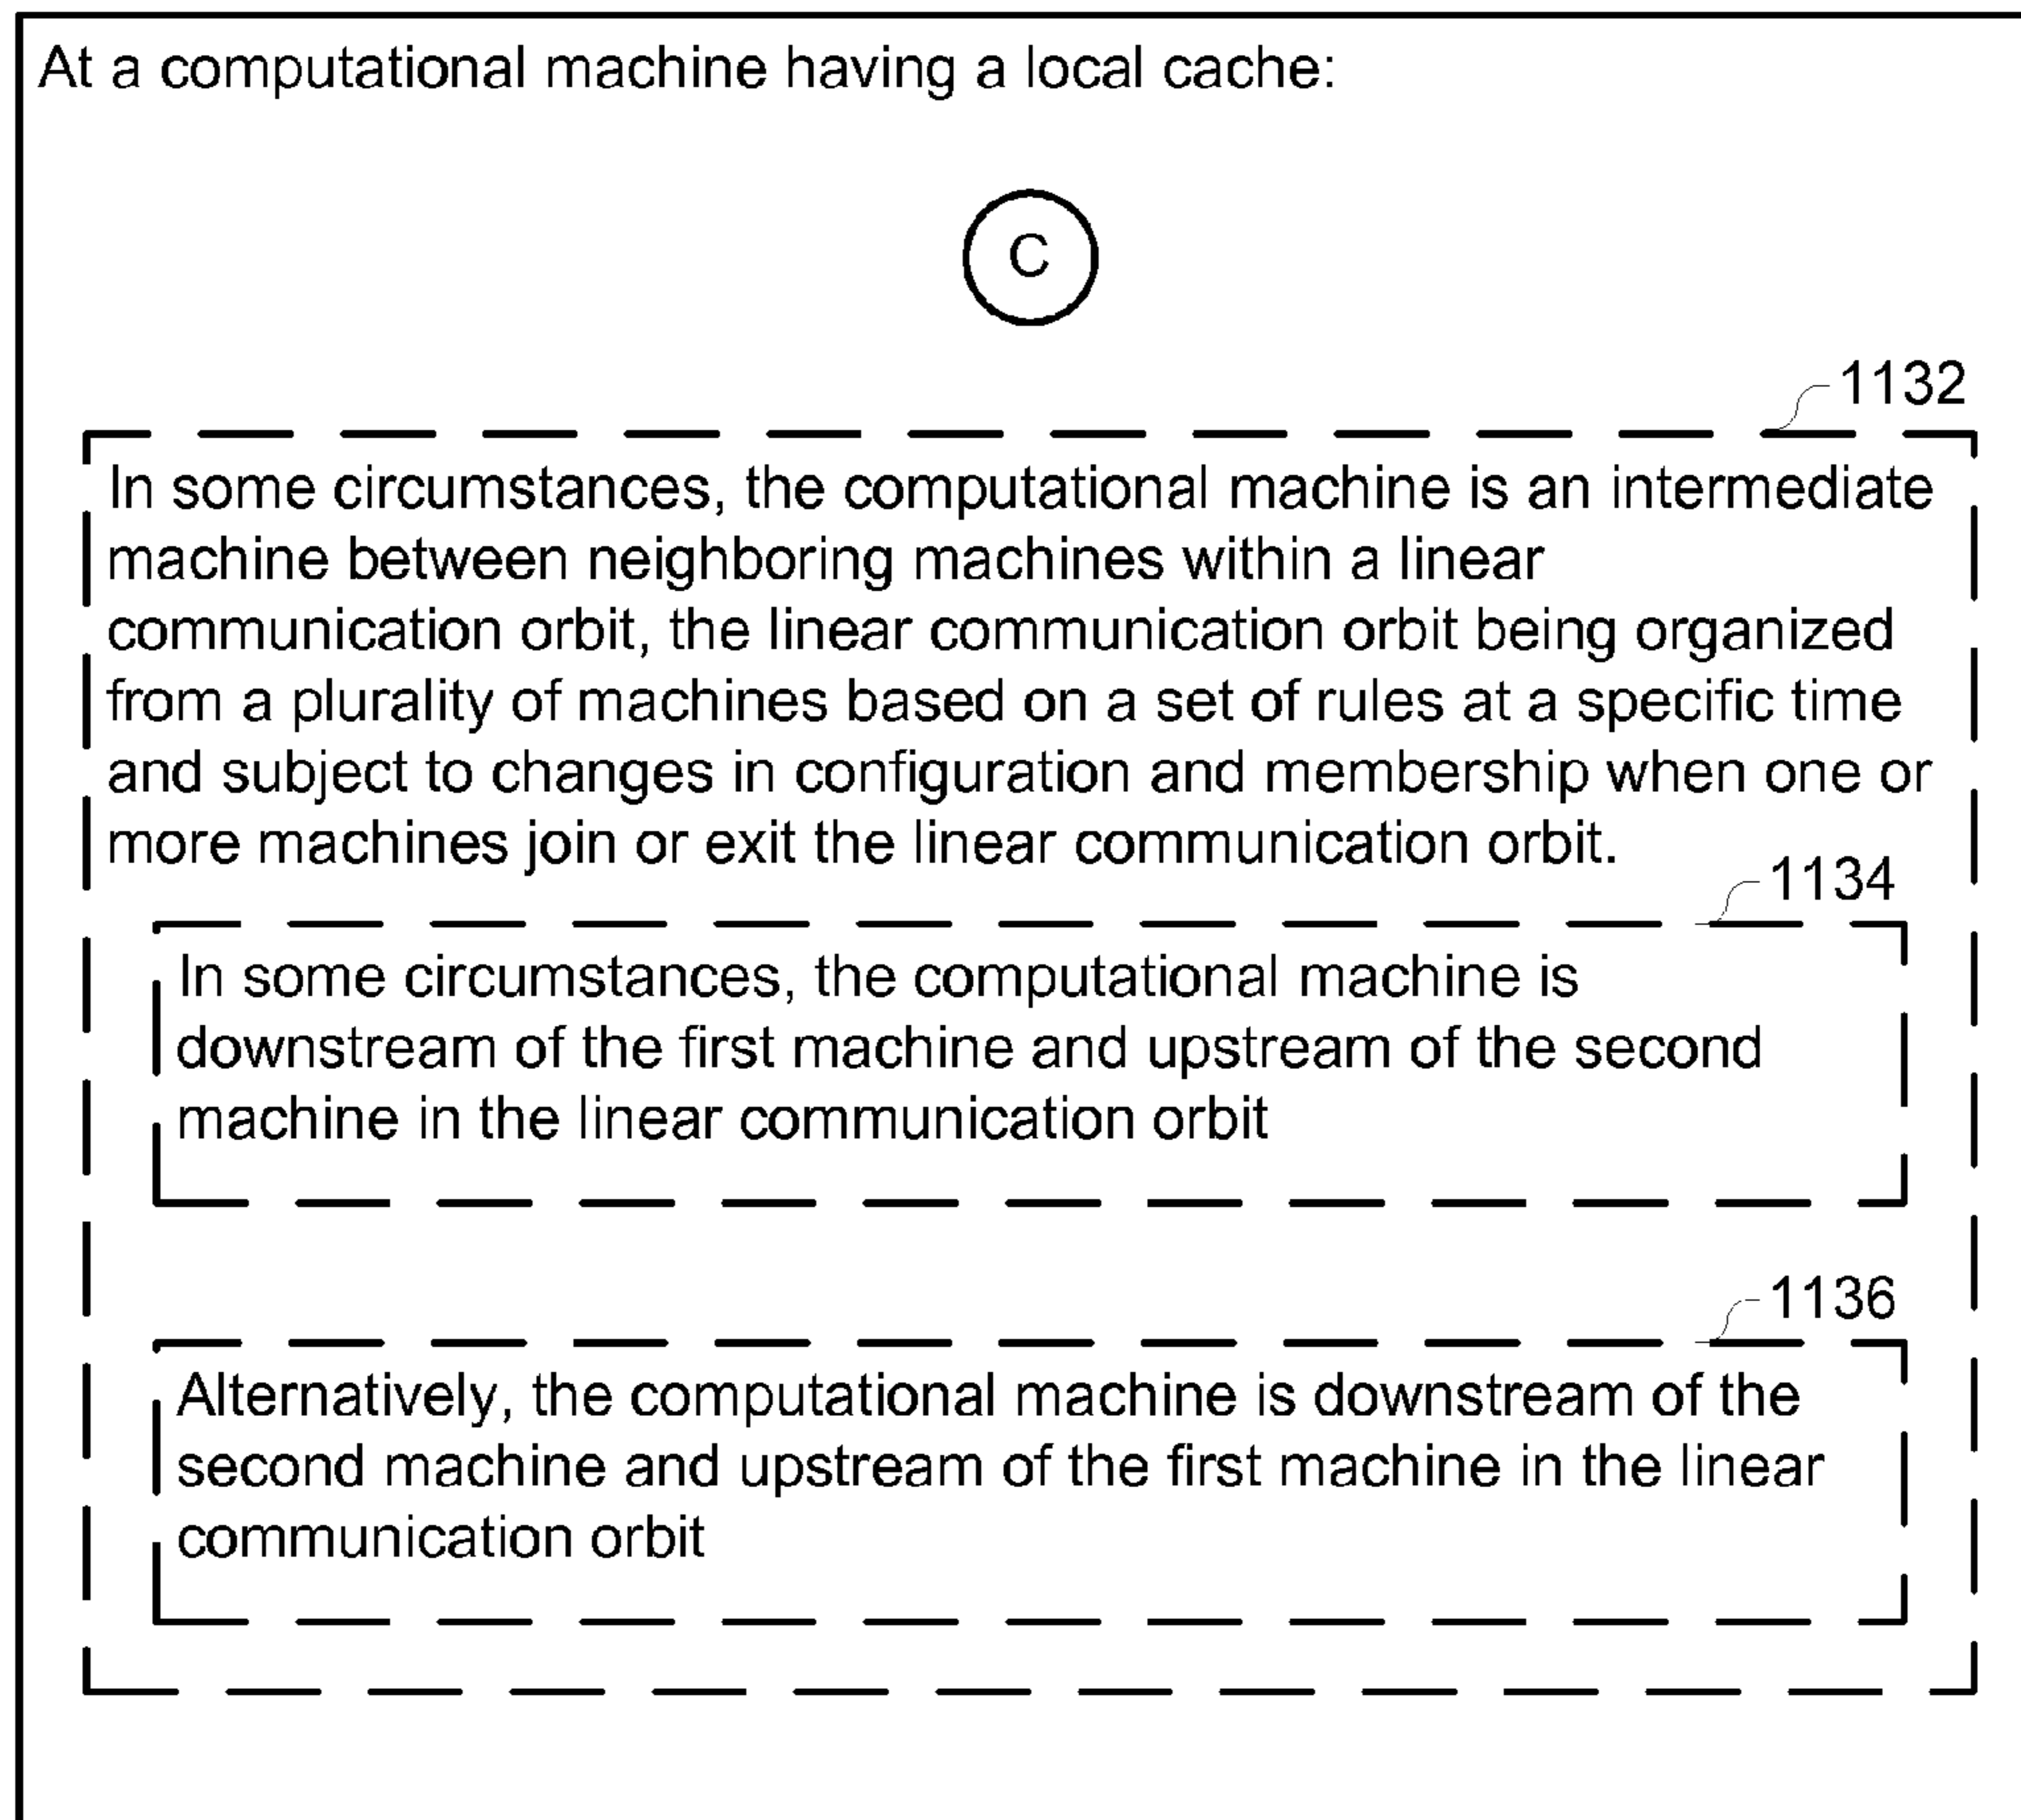 At a computational machine having a local cache:
C
1132
In some circumstances, the computational machine is an intermediate
machine between neighboring machines within a linear
communication orbit, the linear communication orbit being organized
from a plurality of machines based on a set of rules at a specific time
and subject to changes in configuration and membership when one or
more machines join or exit the linear communication orbit.
1134
In some circumstances, the computational machine is
downstream of the first machine and upstream of the second
machine in the linear communication orbit
1136
Alternatively, the computational machine is downstream of the
second machine and upstream of the first machine in the linear
communication orbit